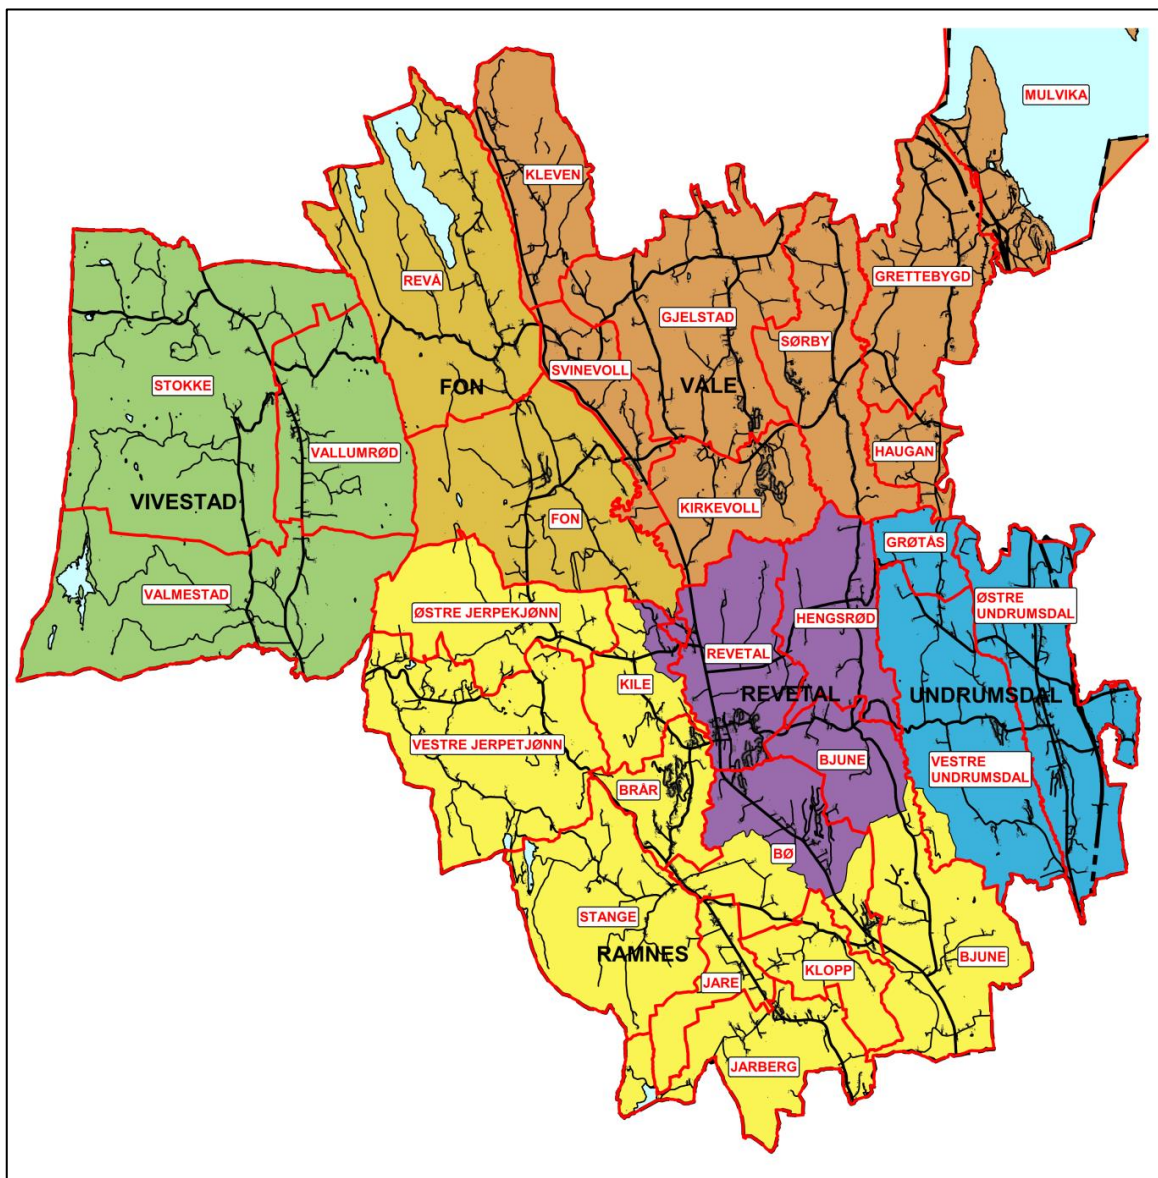 MULVIKA
KLEVEN
GRETTEBYGD
REVÅ
GJELSTAD
SØRBY
SVINEVOLL
FON
VÅLE
STOKKE
VALLUMRØD
HAUGAN
VIVESTAD
KIRKEVOLL
FON
GRØTÅS
VALMESTAD
ØSTRE JERPEKJØNN
HENGSRØD
ØSTRE
UNDRUMSDAL
REVETAL
KILE
REVETAL
UNDRUMSDAL
VESTRE JERPETJØNN
BJUNE
VESTRE
UNDRUMSDAL
BRÅR
BØ
STANGE
RAMNES
BJUNE
KLOPP
JARE
JARBERG